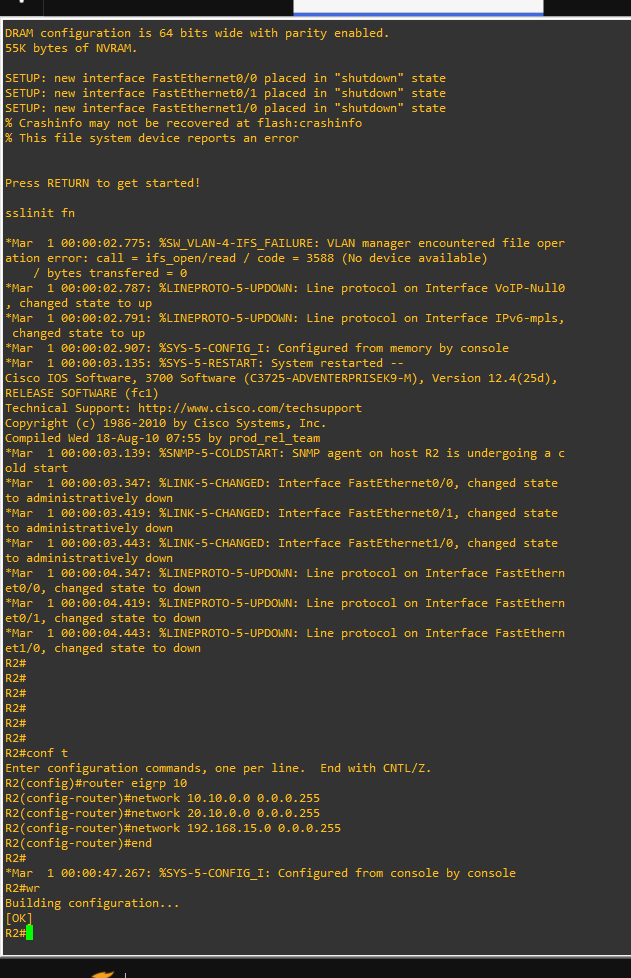 DRAM configuration is 64 bits wide with parity enabled.
55K bytes of NVRAM.
SETUP: new interface FastEthernet0/0 placed in "shutdown" state
SETUP: new interface FastEthernet0/1 placed in "shutdown" state
SETUP: new interface FastEthernet1/0 placed in "shutdown" state
% Crashinfo may not be recovered at flash:crashinfo
% This file system device reports an error
Press RETURN to get started!
sslinit fn
*Mar  1 00:00:02.775: %SW_VLAN-4-IFS_FAILURE: VLAN manager encountered file oper
ation error: call = ifs_open/read / code = 3588 (No device available)
    / bytes transfered = 0
*Mar  1 00:00:02.787: %LINEPROTO-5-UPDOWN: Line protocol on Interface VoIP-Null0
, changed state to up
*Mar  1 00:00:02.791: %LINEPROTO-5-UPDOWN: Line protocol on Interface IPv6-mpls,
 changed state to up
*Mar  1 00:00:02.907: %SYS-5-CONFIG_I: Configured from memory by console
*Mar  1 00:00:03.135: %SYS-5-RESTART: System restarted --
Cisco IOS Software, 3700 Software (C3725-ADVENTERPRISEK9-M), Version 12.4(25d),
RELEASE SOFTWARE (fc1)
Technical Support: http://www.cisco.com/techsupport
Copyright (c) 1986-2010 by Cisco Systems, Inc.
Compiled Wed 18-Aug-10 07:55 by prod_rel_team
*Mar  1 00:00:03.139: %SNMP-5-COLDSTART: SNMP agent on host R2 is undergoing a c
old start
*Mar  1 00:00:03.347: %LINK-5-CHANGED: Interface FastEthernet0/0, changed state
to administratively down
*Mar  1 00:00:03.419: %LINK-5-CHANGED: Interface FastEthernet0/1, changed state
to administratively down
*Mar  1 00:00:03.443: %LINK-5-CHANGED: Interface FastEthernet1/0, changed state
to administratively down
*Mar  1 00:00:04.347: %LINEPROTO-5-UPDOWN: Line protocol on Interface FastEthern
et0/0, changed state to down
*Mar  1 00:00:04.419: %LINEPROTO-5-UPDOWN: Line protocol on Interface FastEthern
et0/1, changed state to down
*Mar  1 00:00:04.443: %LINEPROTO-5-UPDOWN: Line protocol on Interface FastEthern
et1/0, changed state to down
R2#
R2#
R2#
R2#
R2#
R2#
R2#conf t
Enter configuration commands, one per line.  End with CNTL/Z.
R2(config)#router eigrp 10
R2(config-router)#network 10.10.0.0 0.0.0.255
R2(config-router)#network 20.10.0.0 0.0.0.255
R2(config-router)#network 192.168.15.0 0.0.0.255
R2(config-router)#end
R2#
*Mar  1 00:00:47.267: %SYS-5-CONFIG_I: Configured from console by console
R2#wr
Building configuration...
[OK]
R2#